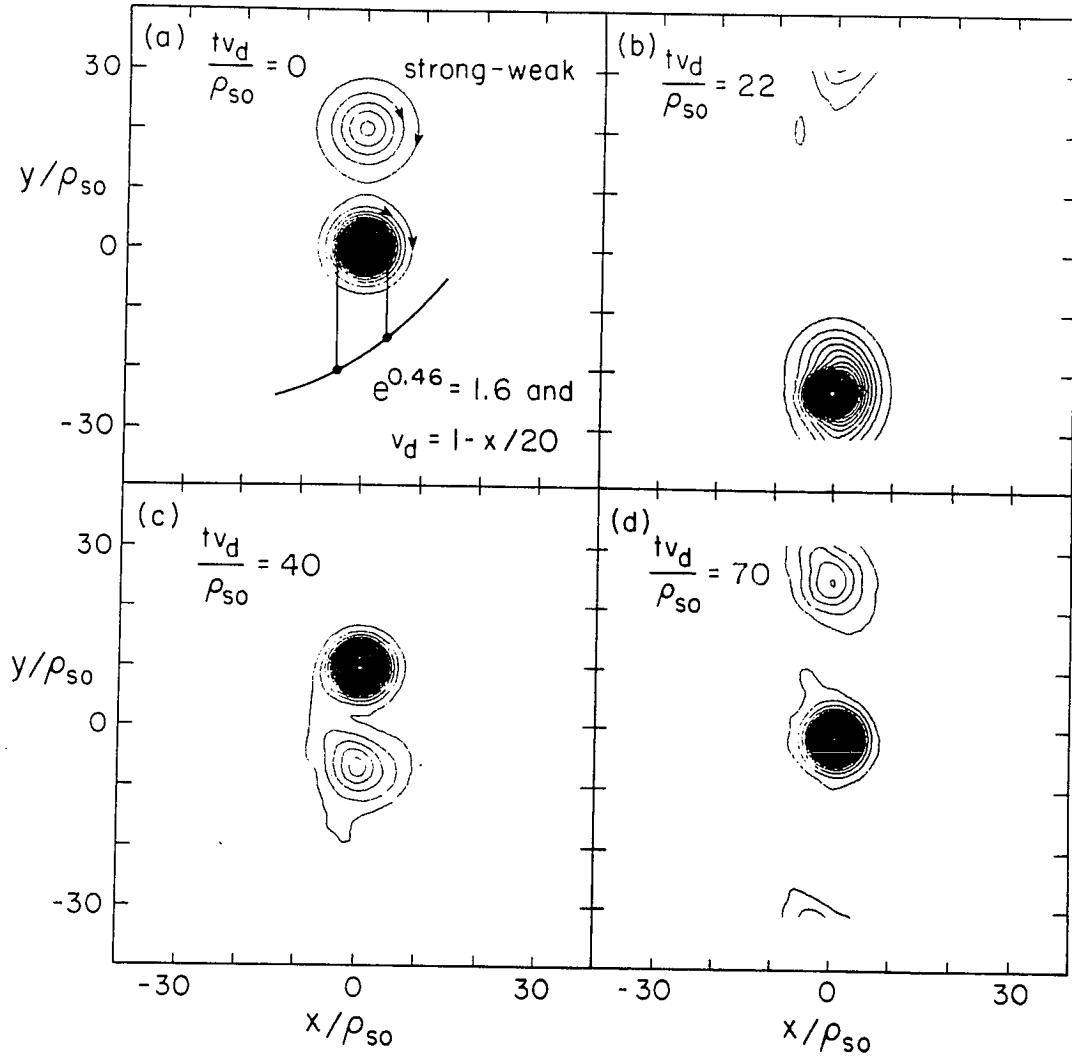 (a)
tv_d / ρ_so = 0
strong-weak
30
y/ρ_so
0
-30
e^0.46 = 1.6 and
v_d = 1 - x/20
(b)
tv_d / ρ_so = 22
(c)
tv_d / ρ_so = 40
30
y/ρ_so
0
-30
-30 0 30
x/ρ_so
(d)
tv_d / ρ_so = 70
-30 0 30
x/ρ_so